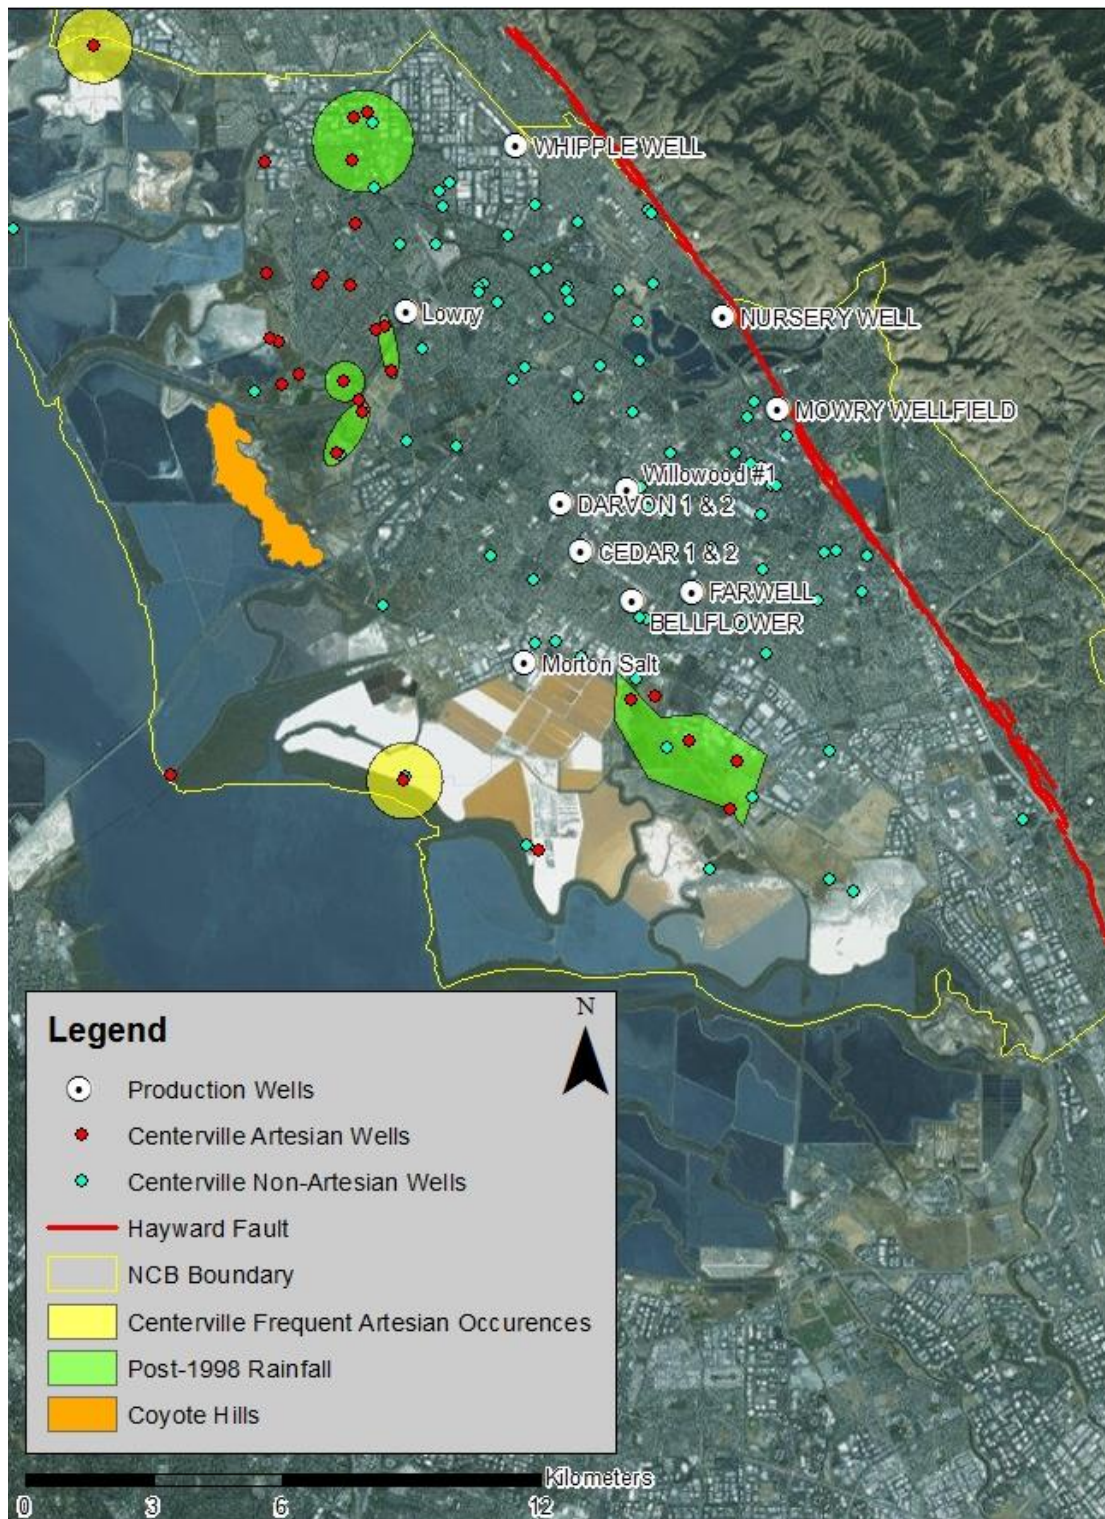 WHIPPLE WELL
Lowry
NURSERY WELL
MOWRY WELLFIELD
Willowood #1
DARVON 1 & 2
CEDAR 1 & 2
FARWELL
BELLFLOWER
Morton Salt
N
Legend
Production Wells
Centerville Artesian Wells
Centerville Non-Artesian Wells
Hayward Fault
NCB Boundary
Centerville Frequent Artesian Occurences
Post-1998 Rainfall
Coyote Hills
Kilometers
0 3 6 12